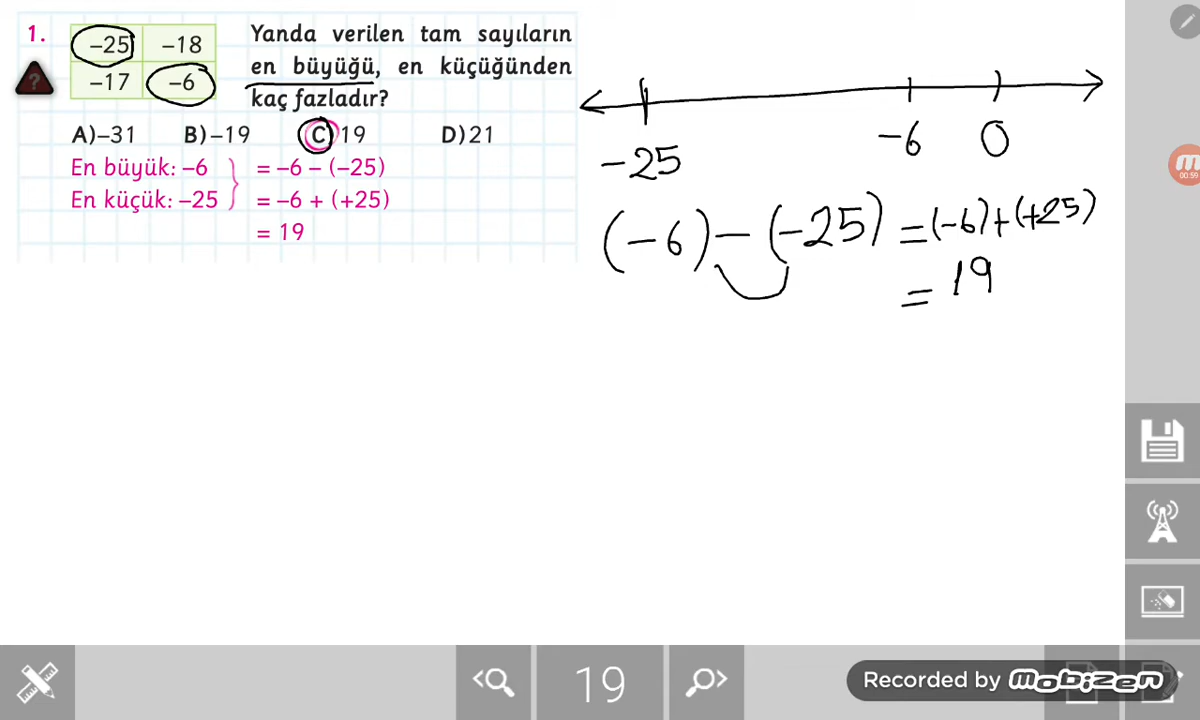 1.
−25 −18
−17 −6
?
Yanda verilen tam sayıların
en büyüğü, en küçüğünden
kaç fazladır?
A)−31 B)−19 C) 19 D)21
En büyük: −6 } = −6 − (−25)
En küçük: −25 = −6 + (+25)
= 19
−25 −6 0
(−6) − (−25) = (−6)+(+25)
= 19
00:59
19
Recorded by mobizen